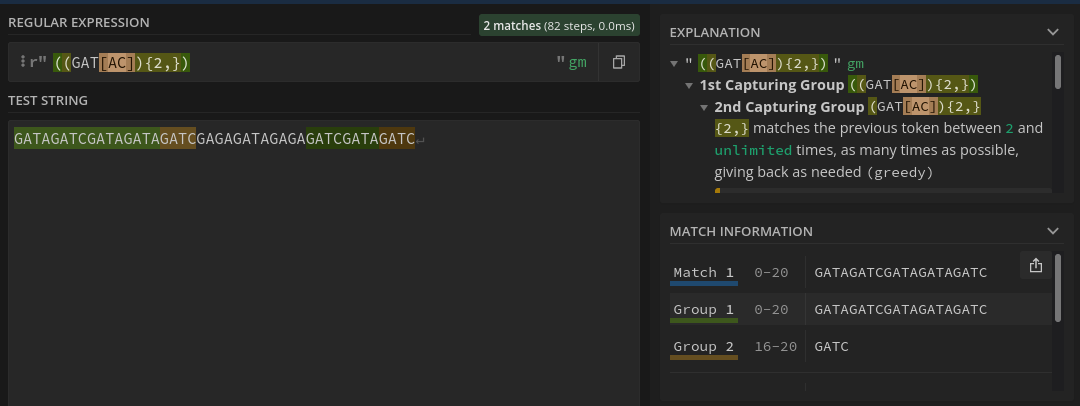 REGULAR EXPRESSION
2 matches (82 steps, 0.0ms)
r" ((GAT[AC]){2,}) " gm
TEST STRING
GATAGATCGATAGATAGATCGAGAGATAGAGAGATCGATAGATC↵
EXPLANATION
" ((GAT[AC]){2,}) " gm
1st Capturing Group ((GAT[AC]){2,})
2nd Capturing Group (GAT[AC]){2,}
{2,} matches the previous token between 2 and
unlimited times, as many times as possible,
giving back as needed (greedy)
MATCH INFORMATION
Match 1 0-20 GATAGATCGATAGATAGATC
Group 1 0-20 GATAGATCGATAGATAGATC
Group 2 16-20 GATC